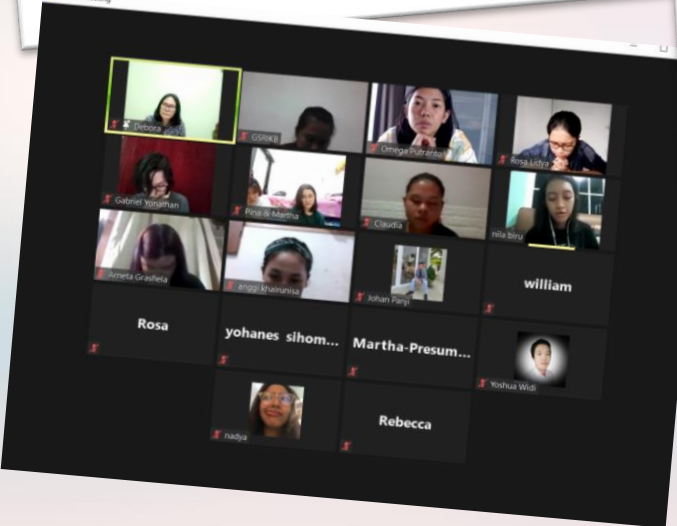 Debora
GSRIKB
Omega Putranto
Rosa Lidya
Gabriel Yonathan
Pina & Martha
Claudia
nila biru
Ameta Grashela
anggi khairunisa
Johan Panji
william
Rosa
yohanes sihom...
Martha-Presum...
Yoshua Widi
nadya
Rebecca